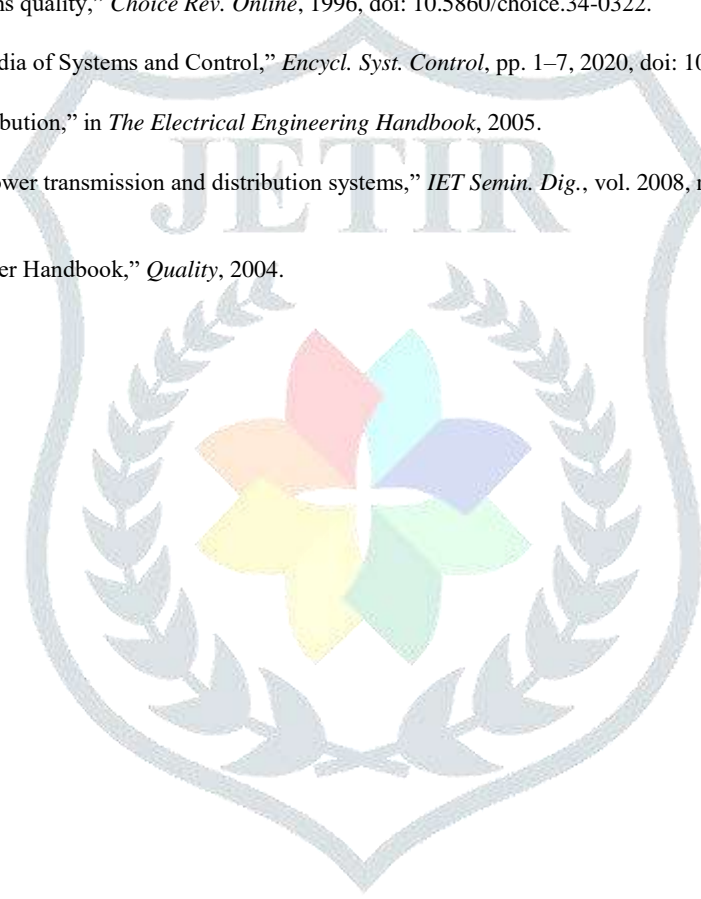 ns quality,” Choice Rev. Online, 1996, doi: 10.5860/choice.34-0322.
dia of Systems and Control,” Encycl. Syst. Control, pp. 1–7, 2020, doi: 10
bution,” in The Electrical Engineering Handbook, 2005.
JETIR
ower transmission and distribution systems,” IET Semin. Dig., vol. 2008, n
er Handbook,” Quality, 2004.